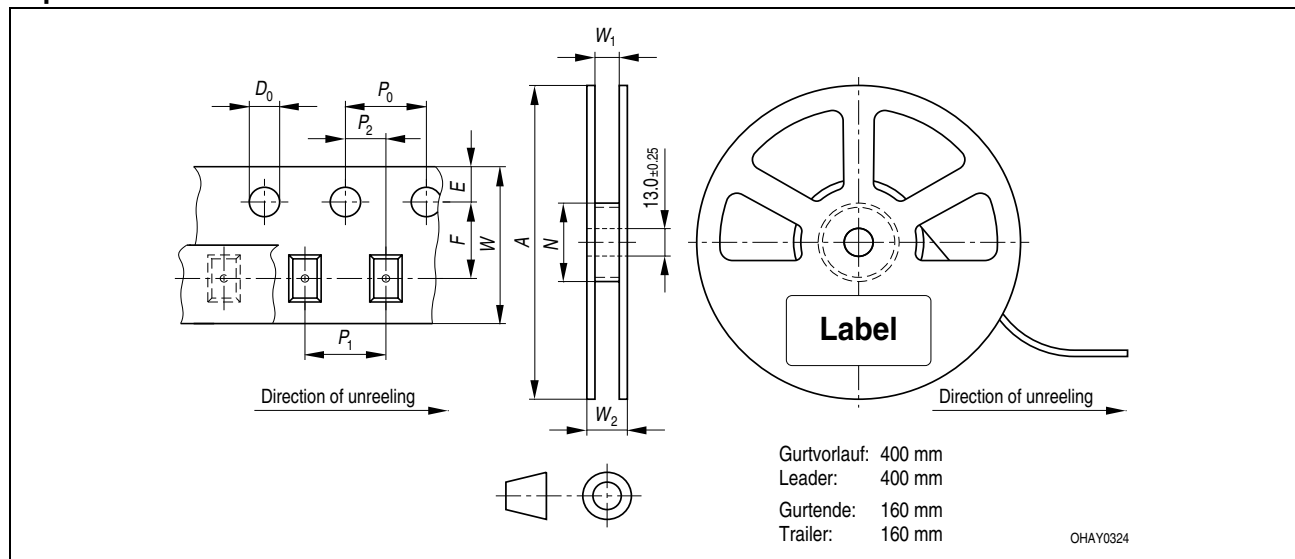 W1
D0
P0
P2
E
F
W
A
N
13.0±0.25
P1
Label
Direction of unreeling
W2
Direction of unreeling
Gurtvorlauf: 400 mm
Leader: 400 mm
Gurtende: 160 mm
Trailer: 160 mm
OHAY0324